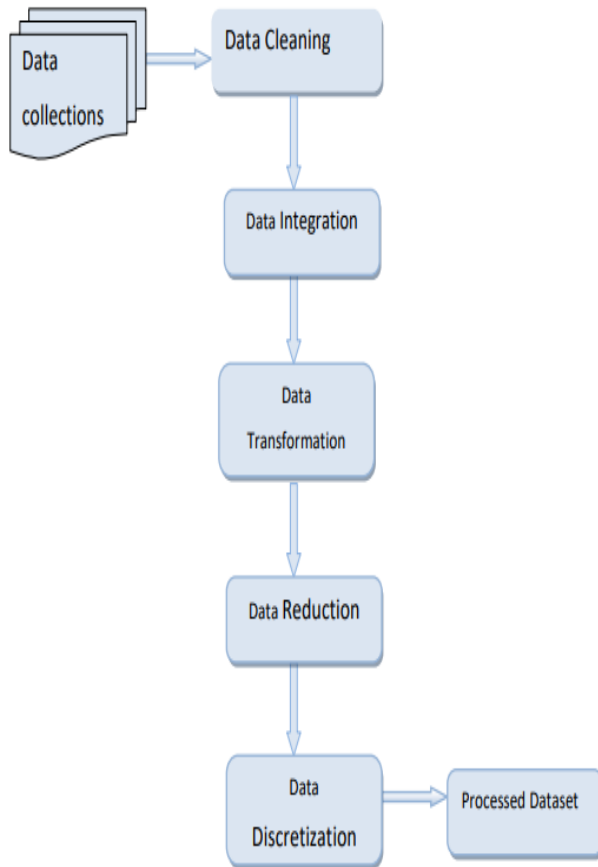 Data
collections
Data Cleaning
Data Integration
Data
Transformation
Data Reduction
Data
Discretization
Processed Dataset